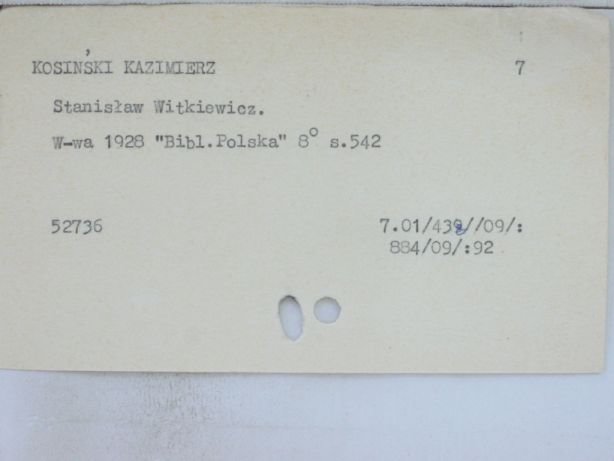 KOSIŃSKI KAZIMIERZ 7
Stanisław Witkiewicz.
W-wa 1928 "Bibl.Polska" 8° s.542
52736 7.01/438//09/:
884/09/:92